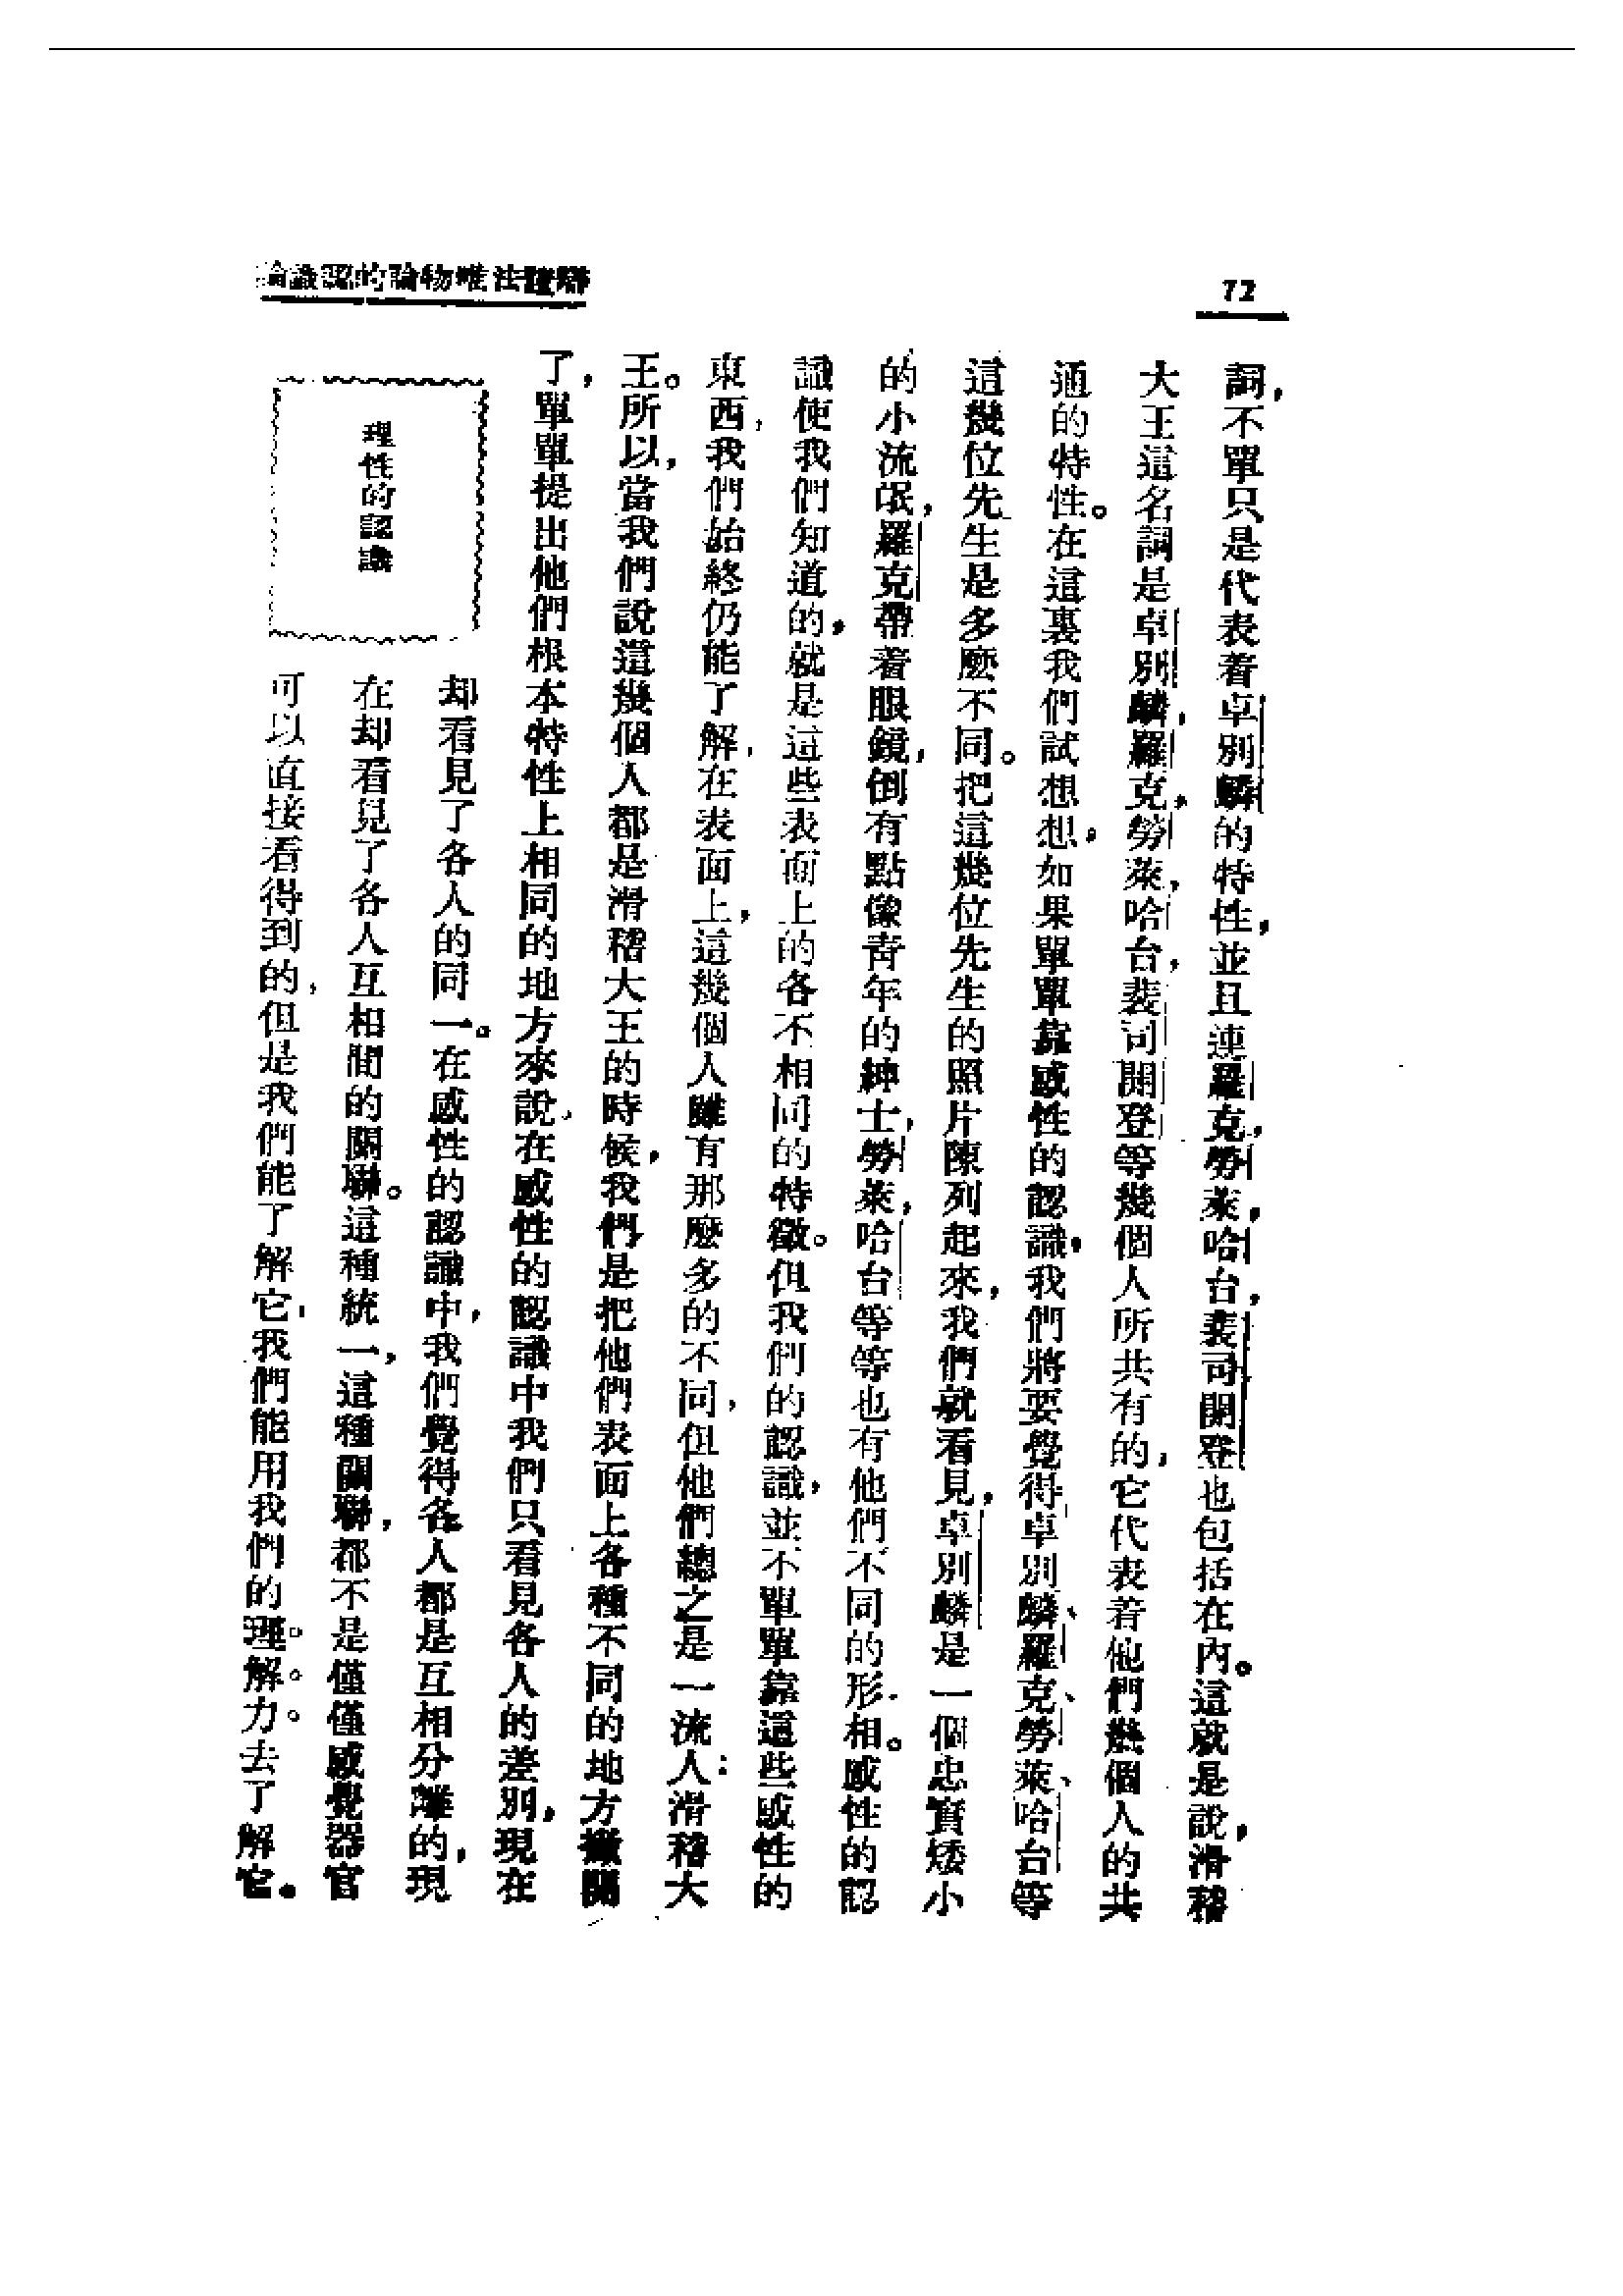 72
辯證法唯物論的認識論
詞,不單只是代表着卓別麟的特性,並且連羅克,勞萊,哈台,裴司開登也包括在內。這就是說,滑稽
大王這名詞是卓別麟,羅克,勞萊,哈台,裴司開登等幾個人所共有的,它代表着他們幾個人的共
通的特性。在這裏我們試想想,如果單單靠感性的認識,我們將要覺得卓別麟、羅克、勞萊、哈台等
這幾位先生是多麼不同。把這幾位先生的照片陳列起來,我們就看見,卓別麟是一個忠實矮小
的小流氓,羅克帶着眼鏡,倒有點像青年的紳士,勞萊,哈台等等也有他們不同的形相。感性的認
識使我們知道的,就是這些表面上的各不相同的特徵。但我們的認識,並不單單靠這些感性的
東西,我們始終仍能了解,在表面上,這幾個人雖有那麼多的不同,但他們總之是一流人:滑稽大
王。所以,當我們說這幾個人都是滑稽大王的時候,我們是把他們表面上各種不同的地方撇開
了,單單提出他們根本特性上相同的地方來說,在感性的認識中我們只看見各人的差別,現在
理性的認識
却看見了各人的同一。在感性的認識中,我們覺得各人都是互相分離的,現
在却看見了各人互相間的關聯。這種統一,這種關聯,都不是僅僅感覺器官
可以直接看得到的,但是我們能了解它,我們能用我們的理解力去了解它。